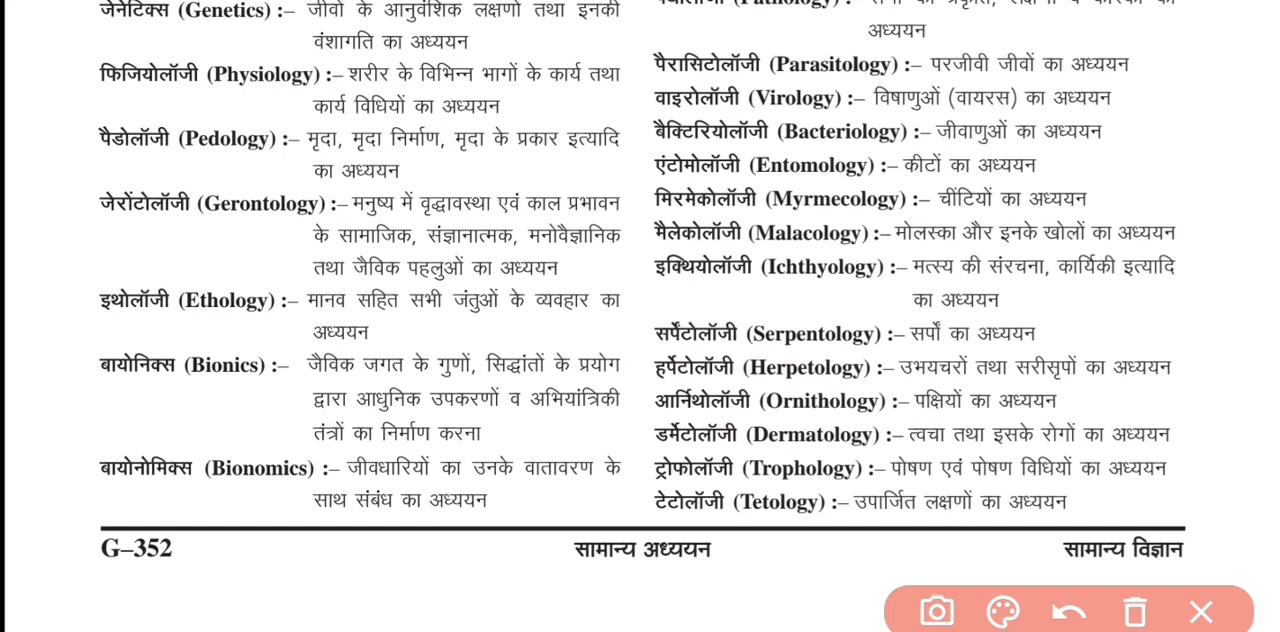 जेनेटिक्स (Genetics) :– जीवों के आनुवंशिक लक्षणों तथा इनकी
वंशागति का अध्ययन
फिजियोलॉजी (Physiology) :– शरीर के विभिन्न भागों के कार्य तथा
कार्य विधियों का अध्ययन
पैडोलॉजी (Pedology) :– मृदा, मृदा निर्माण, मृदा के प्रकार इत्यादि
का अध्ययन
जेरोंटोलॉजी (Gerontology) :– मनुष्य में वृद्धावस्था एवं काल प्रभावन
के सामाजिक, संज्ञानात्मक, मनोवैज्ञानिक
तथा जैविक पहलुओं का अध्ययन
इथोलॉजी (Ethology) :– मानव सहित सभी जंतुओं के व्यवहार का
अध्ययन
बायोनिक्स (Bionics) :– जैविक जगत के गुणों, सिद्धांतों के प्रयोग
द्वारा आधुनिक उपकरणों व अभियांत्रिकी
तंत्रों का निर्माण करना
बायोनोमिक्स (Bionomics) :– जीवधारियों का उनके वातावरण के
साथ संबंध का अध्ययन
(Pathology) :–
अध्ययन
पैरासिटोलॉजी (Parasitology) :– परजीवी जीवों का अध्ययन
वाइरोलॉजी (Virology) :– विषाणुओं (वायरस) का अध्ययन
बैक्टिरियोलॉजी (Bacteriology) :– जीवाणुओं का अध्ययन
एंटोमोलॉजी (Entomology) :– कीटों का अध्ययन
मिरमेकोलॉजी (Myrmecology) :– चींटियों का अध्ययन
मैलेकोलॉजी (Malacology) :– मोलस्का और इनके खोलों का अध्ययन
इक्थियोलॉजी (Ichthyology) :– मत्स्य की संरचना, कार्यिकी इत्यादि
का अध्ययन
सर्पेंटोलॉजी (Serpentology) :– सर्पों का अध्ययन
हर्पेटोलॉजी (Herpetology) :– उभयचरों तथा सरीसृपों का अध्ययन
आर्निथोलॉजी (Ornithology) :– पक्षियों का अध्ययन
डर्मेटोलॉजी (Dermatology) :– त्वचा तथा इसके रोगों का अध्ययन
ट्रोफोलॉजी (Trophology) :– पोषण एवं पोषण विधियों का अध्ययन
टेटोलॉजी (Tetology) :– उपार्जित लक्षणों का अध्ययन
G–352 सामान्य अध्ययन सामान्य विज्ञान